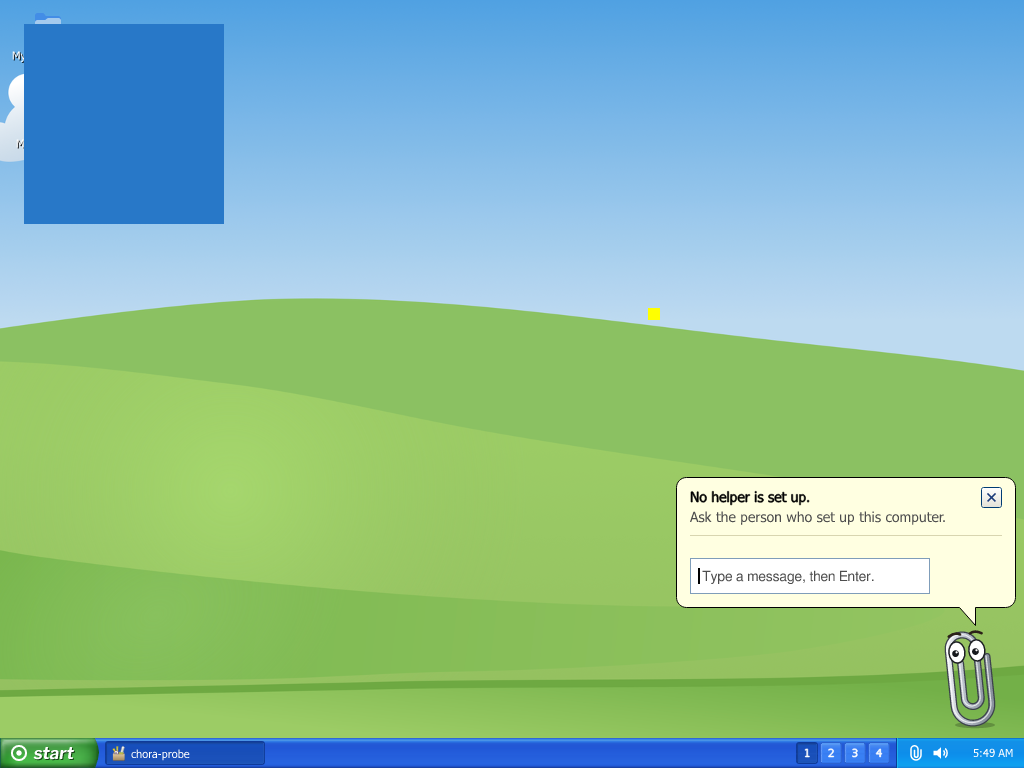 My
M
No helper is set up.
Ask the person who set up this computer.
Type a message, then Enter.
start
chora-probe
1 2 3 4
5:49 AM